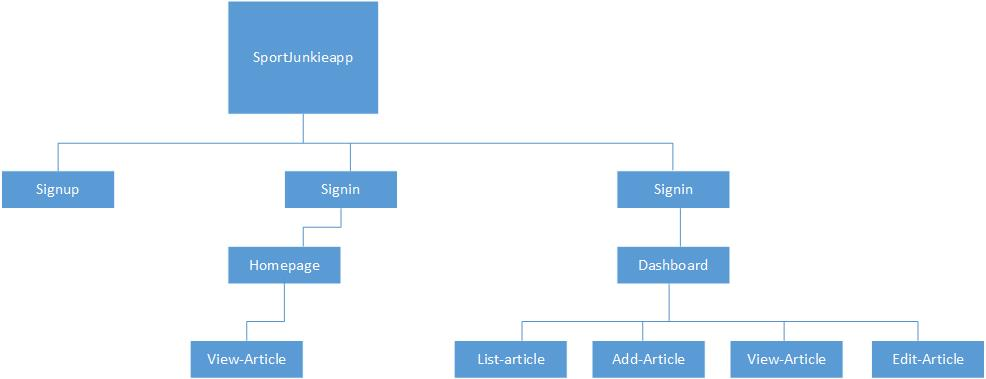 SportJunkieapp
Signup
Signin
Signin
Homepage
Dashboard
View-Article
List-article
Add-Article
View-Article
Edit-Article